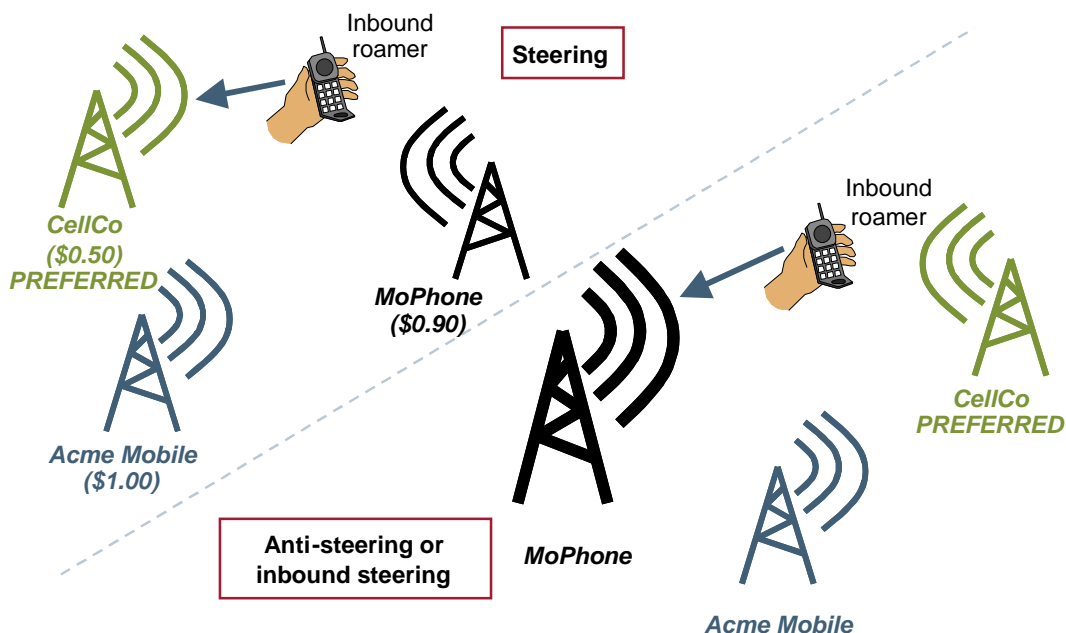 Inbound
roamer
Steering
CellCo
($0.50)
PREFERRED
MoPhone
($0.90)
Acme Mobile
($1.00)
Inbound
roamer
CellCo
PREFERRED
Anti-steering or
inbound steering
MoPhone
Acme Mobile